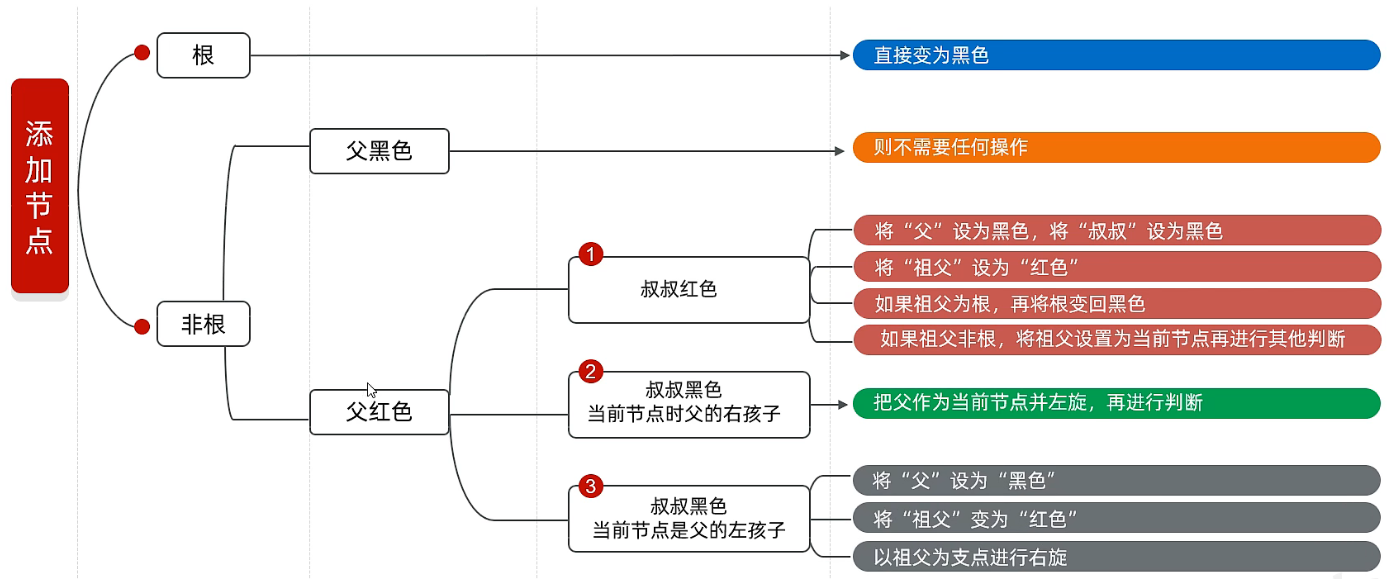 添加节点
根
直接变为黑色
父黑色
则不需要任何操作
非根
父红色
1
叔叔红色
将“父”设为黑色，将“叔叔”设为黑色
将“祖父”设为“红色”
如果祖父为根，再将根变回黑色
如果祖父非根，将祖父设置为当前节点再进行其他判断
2
叔叔黑色
当前节点时父的右孩子
把父作为当前节点并左旋，再进行判断
3
叔叔黑色
当前节点是父的左孩子
将“父”设为“黑色”
将“祖父”变为“红色”
以祖父为支点进行右旋